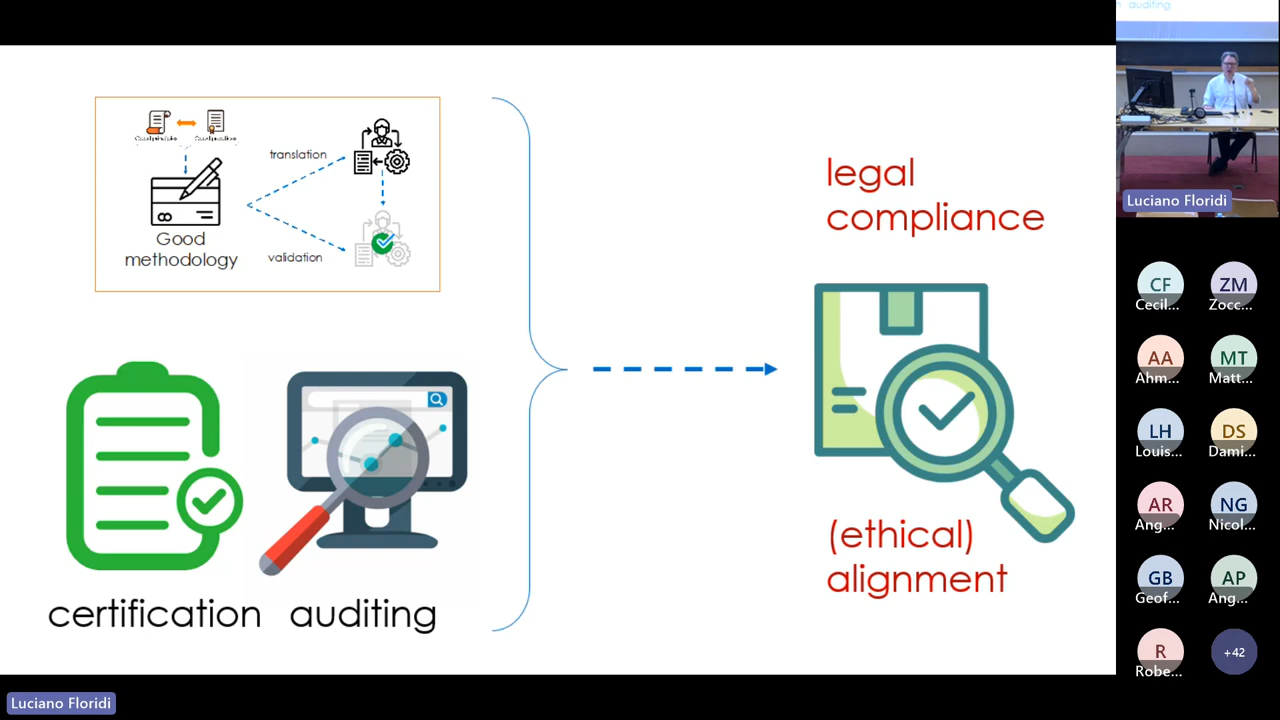 translation
Good
methodology
validation
certification
auditing
legal
compliance
(ethical)
alignment
auditing
Luciano Floridi
CF
Cecil...
ZM
Zocc...
AA
Ahm...
MT
Matt...
LH
Louis...
DS
Dami...
AR
Ang...
NG
Nicol...
GB
Geof...
AP
Ang...
R
Robe...
+42
Luciano Floridi